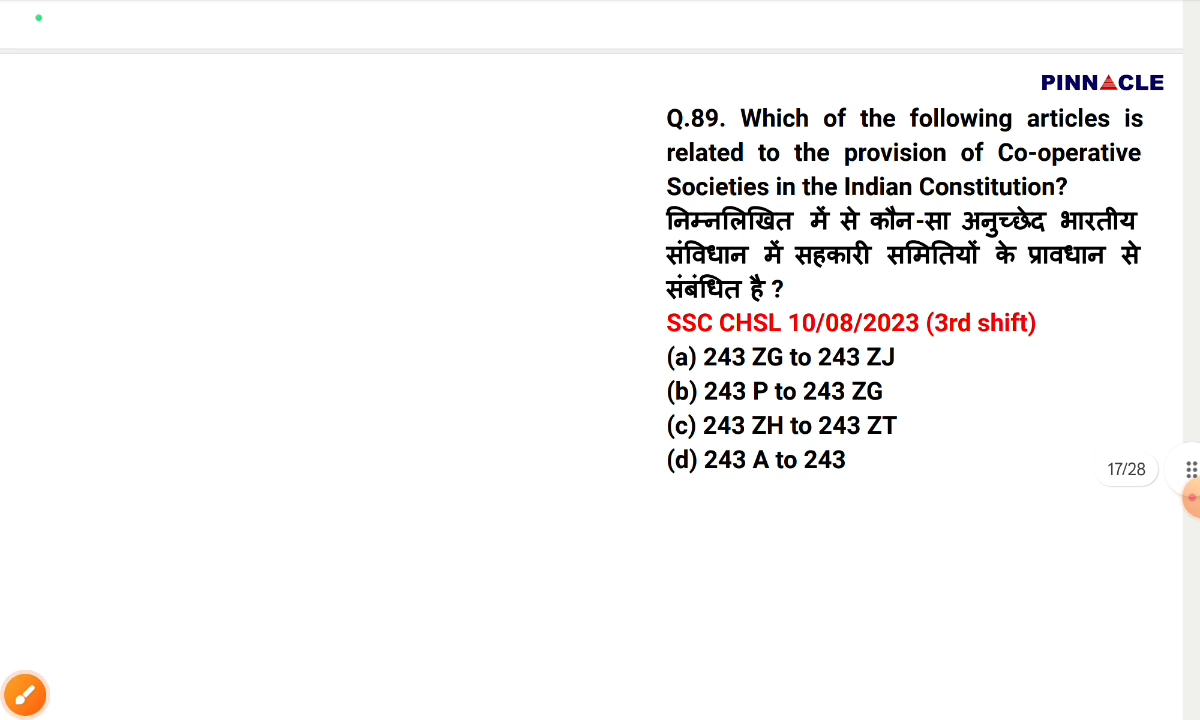 PINNACLE
Q.89. Which of the following articles is
related to the provision of Co-operative
Societies in the Indian Constitution?
निम्नलिखित में से कौन-सा अनुच्छेद भारतीय
संविधान में सहकारी समितियों के प्रावधान से
संबंधित है ?
SSC CHSL 10/08/2023 (3rd shift)
(a) 243 ZG to 243 ZJ
(b) 243 P to 243 ZG
(c) 243 ZH to 243 ZT
(d) 243 A to 243
17/28